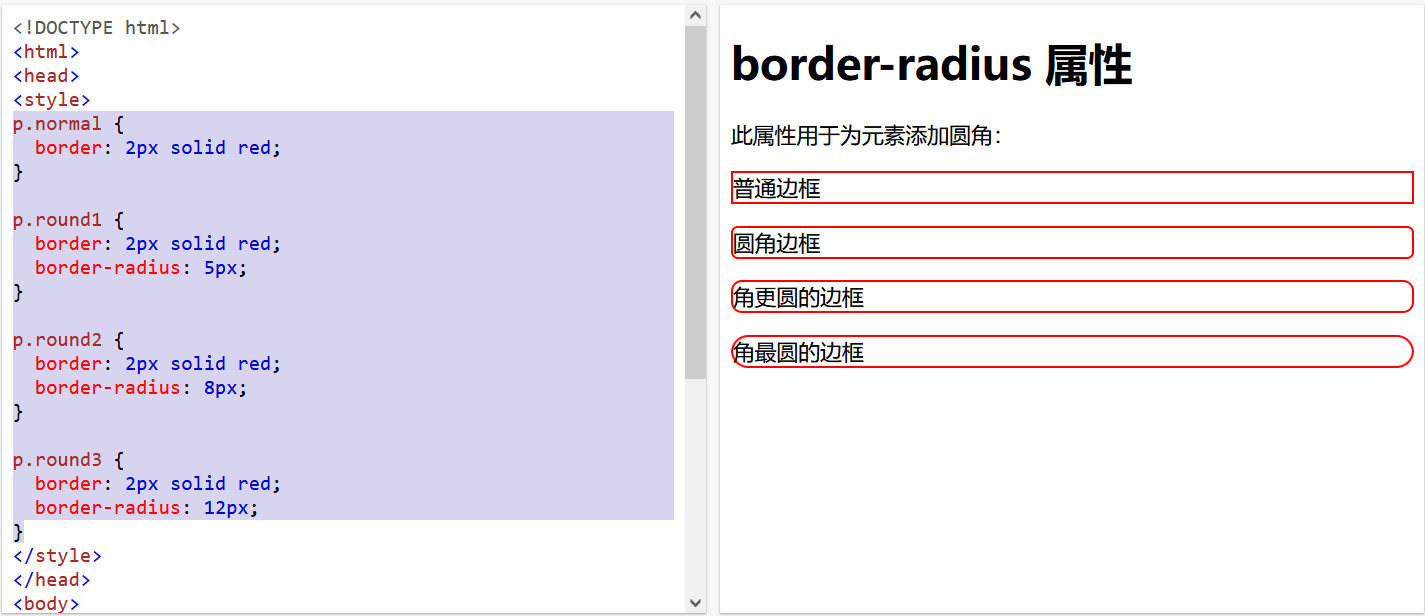 <!DOCTYPE html>
<html>
<head>
<style>
p.normal {
  border: 2px solid red;
}

p.round1 {
  border: 2px solid red;
  border-radius: 5px;
}

p.round2 {
  border: 2px solid red;
  border-radius: 8px;
}

p.round3 {
  border: 2px solid red;
  border-radius: 12px;
}
</style>
</head>
<body>
border-radius 属性
此属性用于为元素添加圆角：
普通边框
圆角边框
角更圆的边框
角最圆的边框